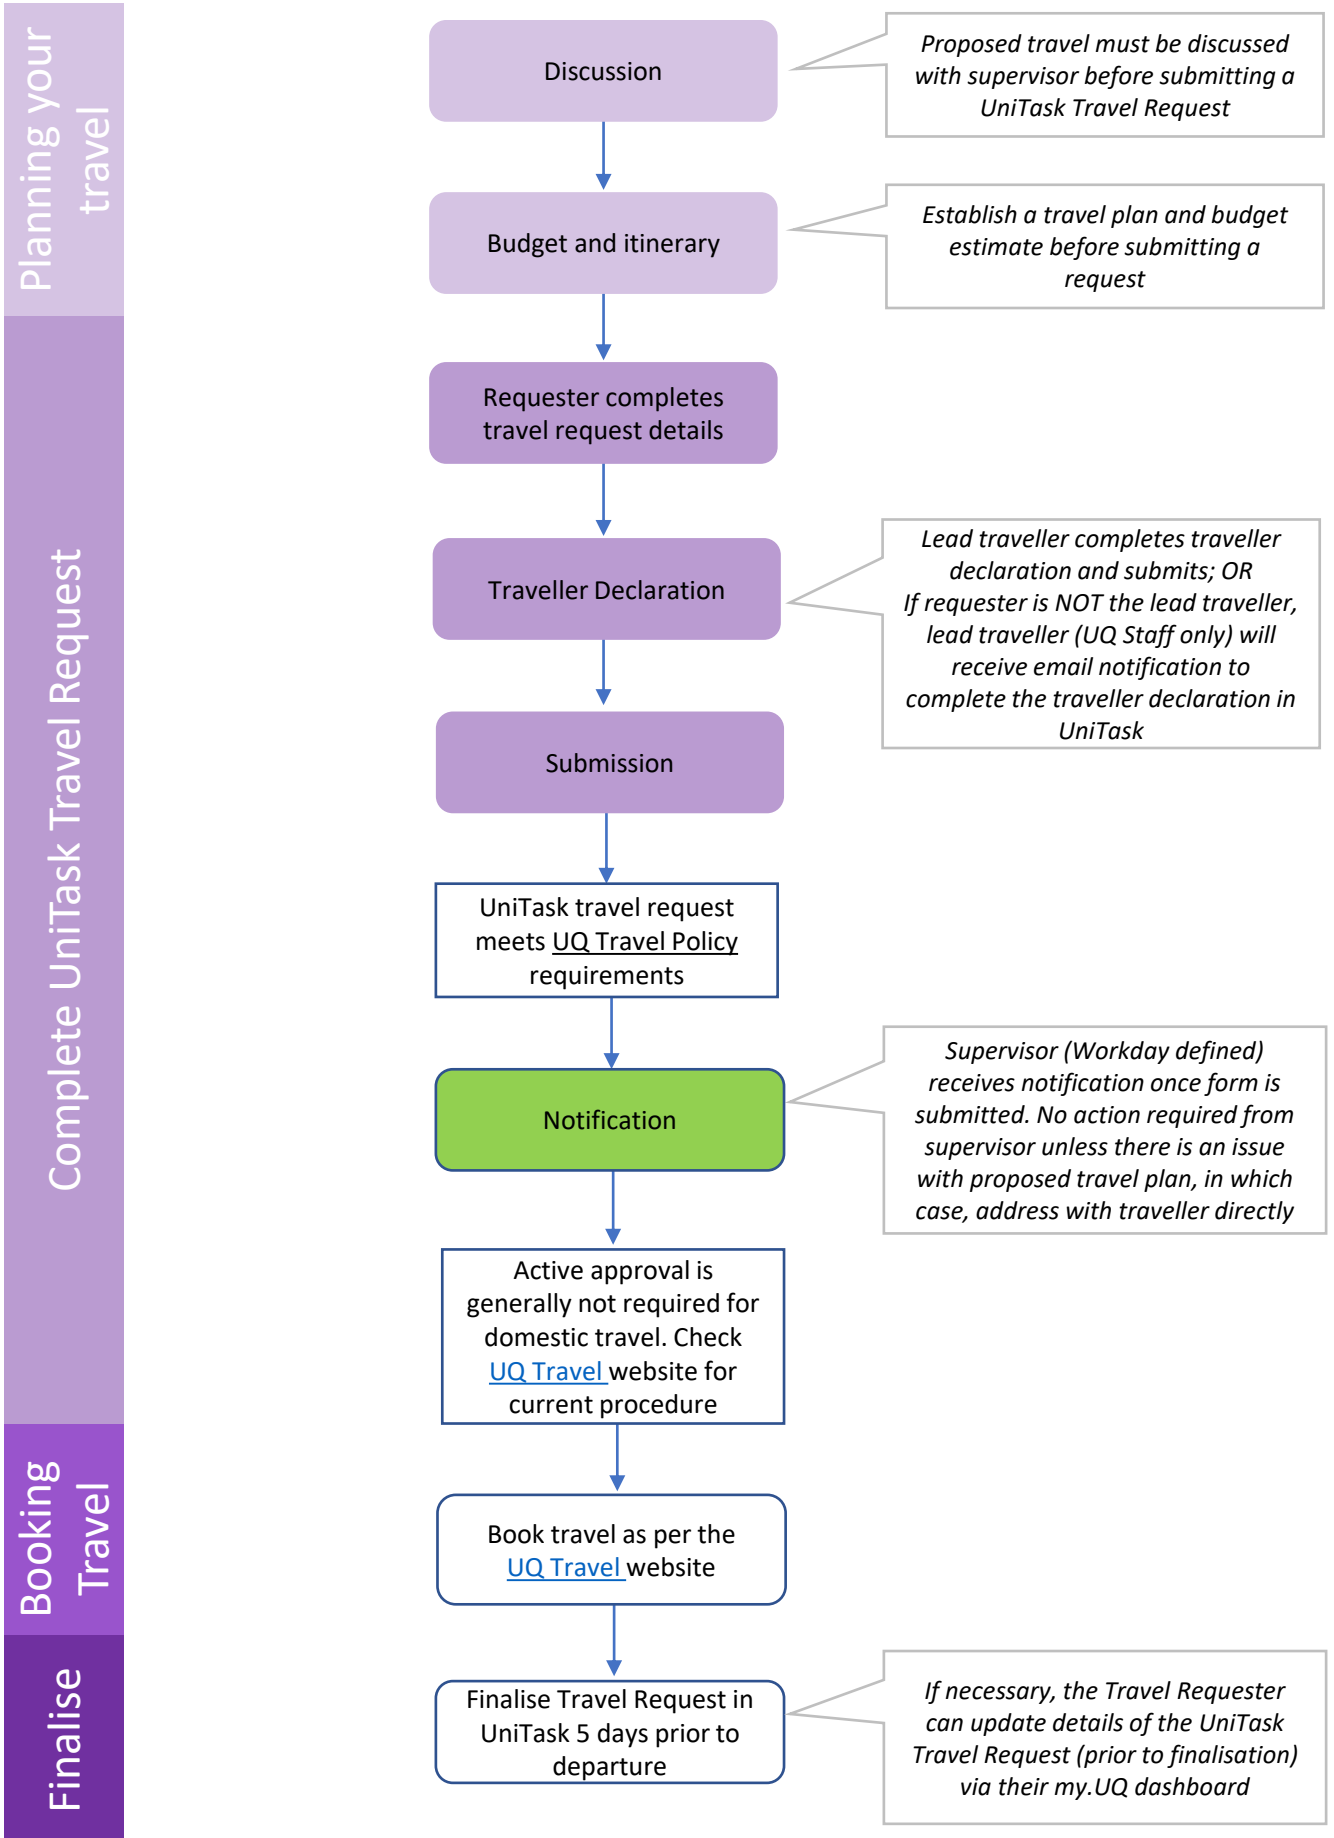 Planning your
travel
Discussion
Proposed travel must be discussed
with supervisor before submitting a
UniTask Travel Request
Budget and itinerary
Establish a travel plan and budget
estimate before submitting a
request
Complete UniTask Travel Request
Requester completes
travel request details
Traveller Declaration
Lead traveller completes traveller
declaration and submits; OR
If requester is NOT the lead traveller,
lead traveller (UQ Staff only) will
receive email notification to
complete the traveller declaration in
UniTask
Submission
UniTask travel request
meets UQ Travel Policy
requirements
Notification
Supervisor (Workday defined)
receives notification once form is
submitted. No action required from
supervisor unless there is an issue
with proposed travel plan, in which
case, address with traveller directly
Active approval is
generally not required for
domestic travel. Check
UQ Travel website for
current procedure
Booking
Travel
Book travel as per the
UQ Travel website
Finalise
Finalise Travel Request in
UniTask 5 days prior to
departure
If necessary, the Travel Requester
can update details of the UniTask
Travel Request (prior to finalisation)
via their my.UQ dashboard